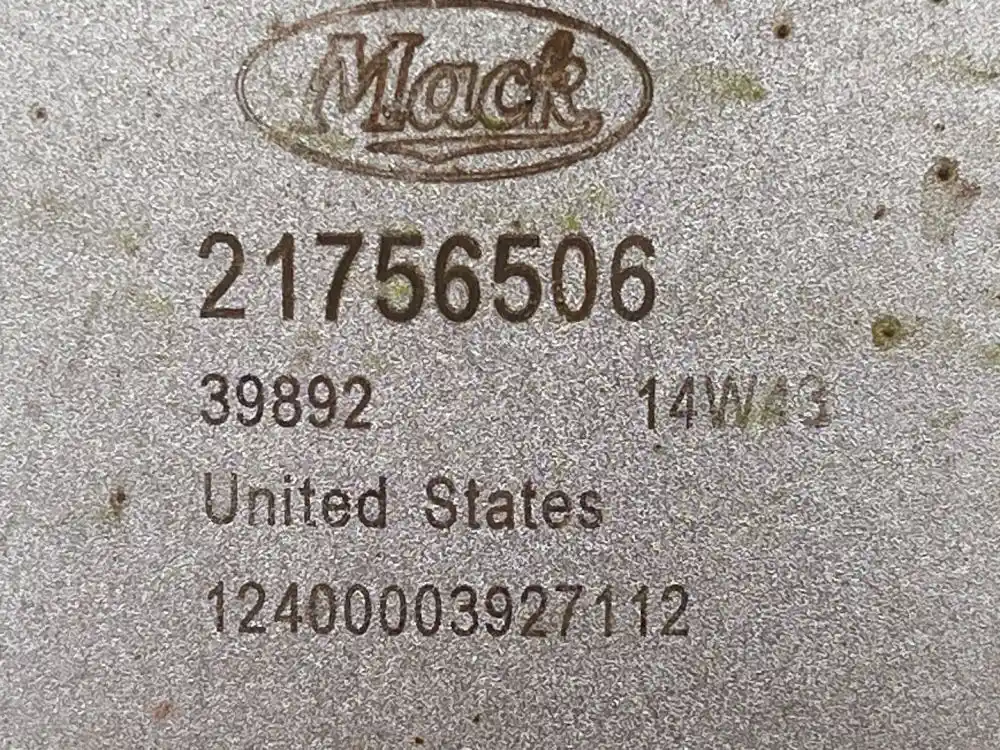 Mack
21756506
39892 14W43
United States
12400003927112